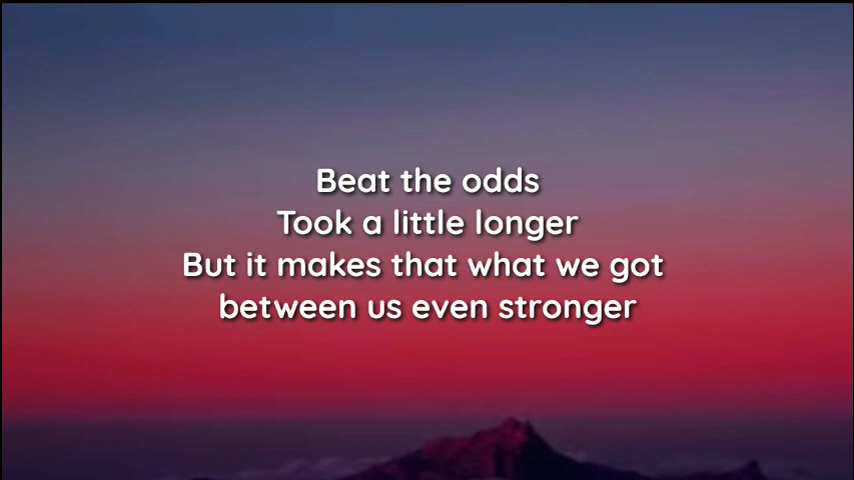 Beat the odds
Took a little longer
But it makes that what we got
between us even stronger